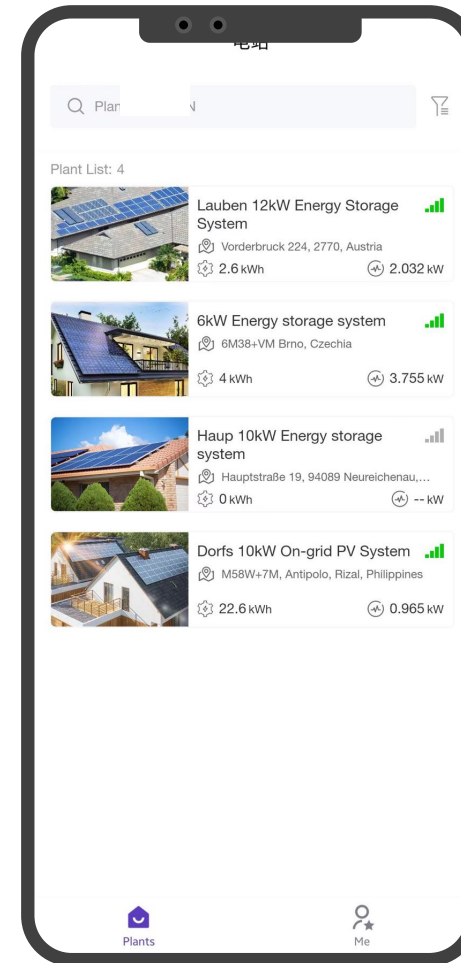 电站
Plan
N
Plant List: 4
Lauben 12kW Energy Storage
System
Vorderbruck 224, 2770, Austria
2.6 kWh
2.032 kW
6kW Energy storage system
6M38+VM Brno, Czechia
4 kWh
3.755 kW
Haup 10kW Energy storage
system
Hauptstraße 19, 94089 Neureichenau,...
0 kWh
-- kW
Dorfs 10kW On-grid PV System
M58W+7M, Antipolo, Rizal, Philippines
22.6 kWh
0.965 kW
Plants
Me